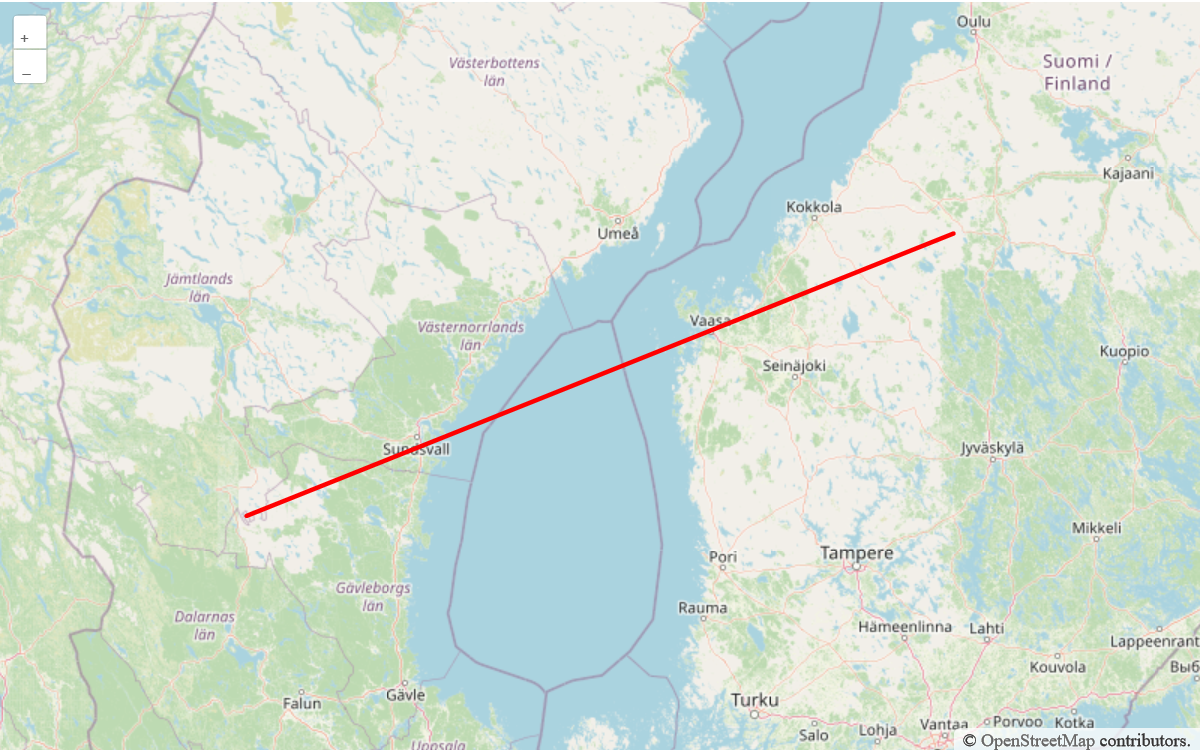 +
–
Oulu
Suomi /
Finland
Västerbottens
län
Kajaani
Kokkola
Umeå
Jämtlands
län
Västernorrlands
län
Vaasa
Seinäjoki
Kuopio
Sundsvall
Jyväskylä
Mikkeli
Pori
Tampere
Gävleborgs
län
Rauma
Dalarnas
län
Hämeenlinna
Lahti
Lappeenrant
Kouvola
Выб
Gävle
Falun
Turku
Salo
Lohja
Vantaa
Porvoo
Kotka
Uppsala
© OpenStreetMap contributors.